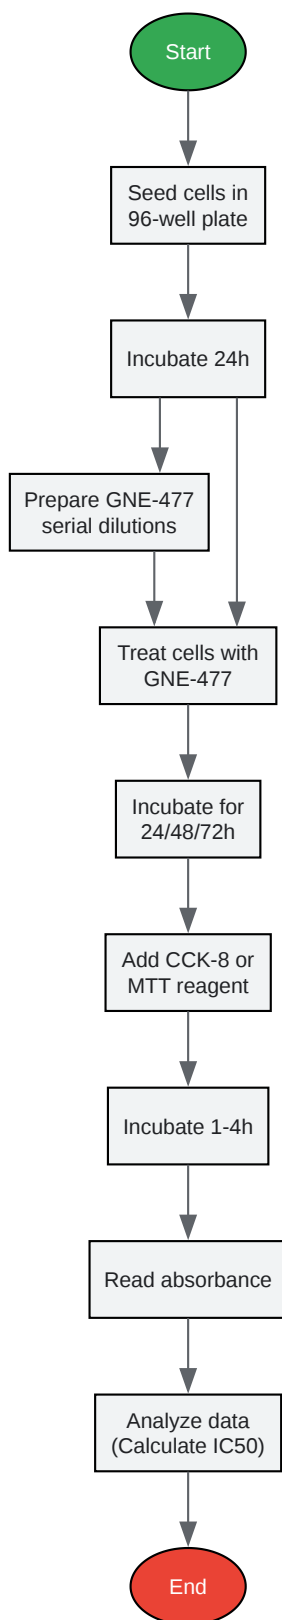 Start
Seed cells in
96-well plate
Incubate 24h
Prepare GNE-477
serial dilutions
Treat cells with
GNE-477
Incubate for
24/48/72h
Add CCK-8 or
MTT reagent
Incubate 1-4h
Read absorbance
Analyze data
(Calculate IC50)
End